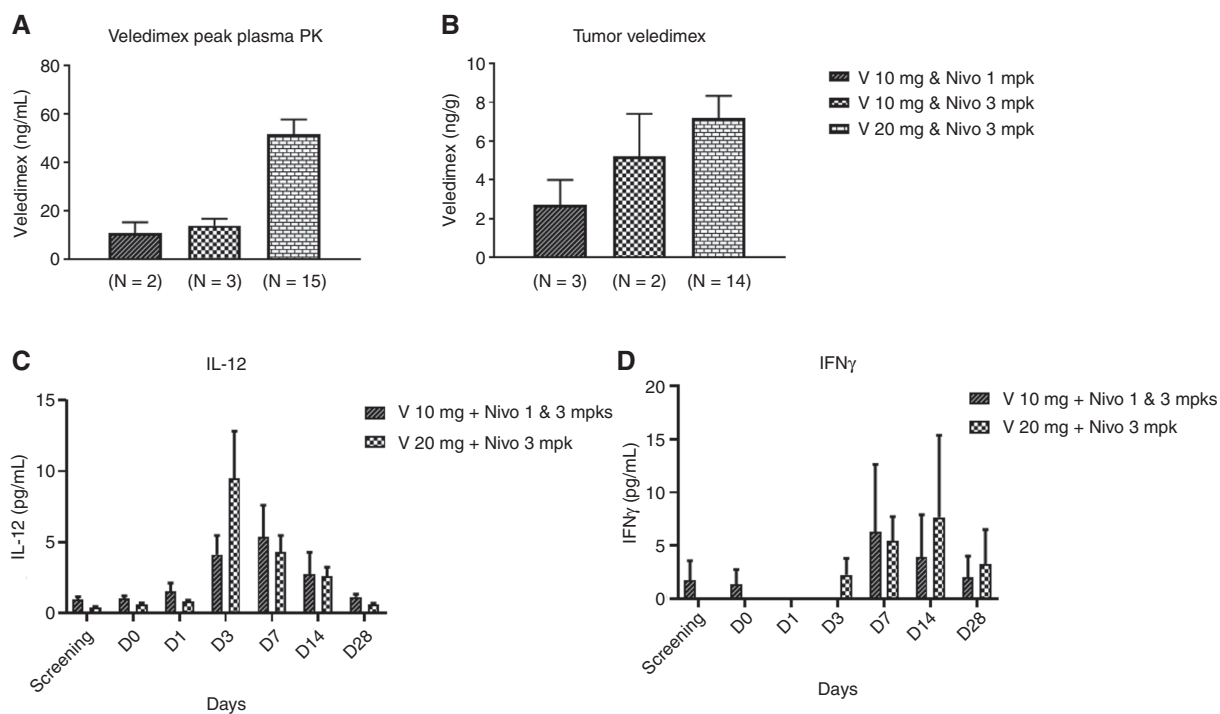 A
Veledimex peak plasma PK
Veledimex (ng/mL)
80
60
40
20
0
(N = 2)
(N = 3)
(N = 15)
B
Tumor veledimex
Veledimex (ng/g)
10
8
6
4
2
0
(N = 3)
(N = 2)
(N = 14)
V 10 mg & Nivo 1 mpk
V 10 mg & Nivo 3 mpk
V 20 mg & Nivo 3 mpk
C
IL-12
IL-12 (pg/mL)
15
10
5
0
Screening
D0
D1
D3
D7
D14
D28
Days
V 10 mg + Nivo 1 & 3 mpks
V 20 mg + Nivo 3 mpk
D
IFNγ
IFNγ (pg/mL)
20
15
10
5
0
Screening
D0
D1
D3
D7
D14
D28
Days
V 10 mg + Nivo 1 & 3 mpks
V 20 mg + Nivo 3 mpk